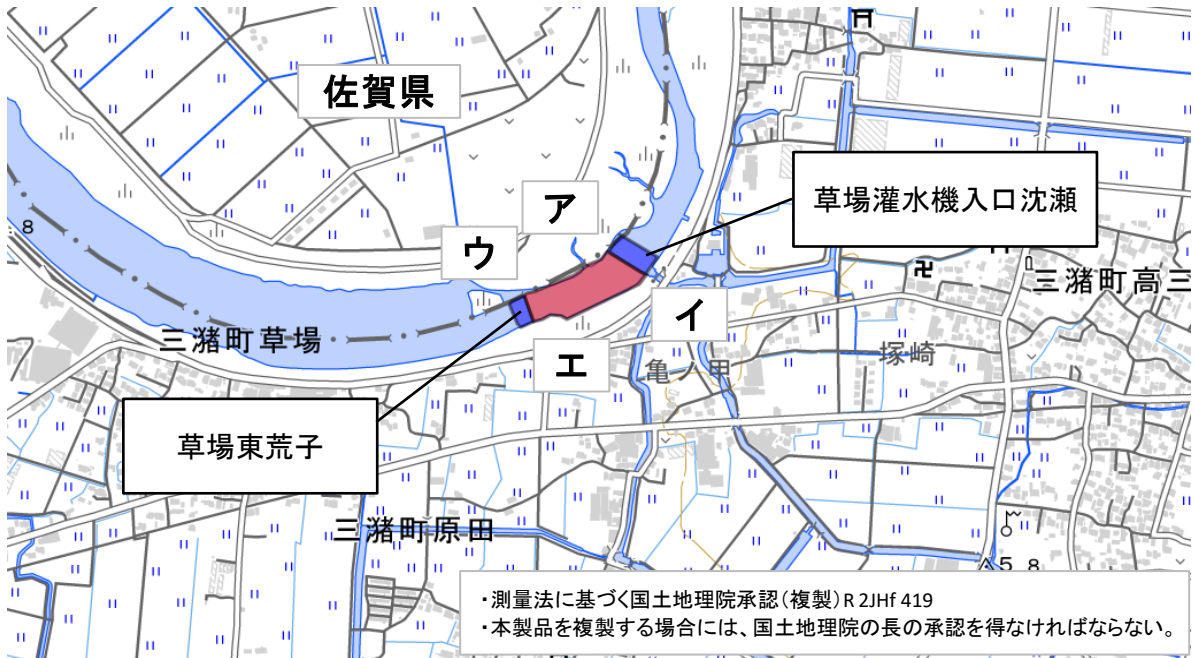 佐賀県
草場灌水機入口沈瀬
ア
ウ
三潴町高三
イ
8
三潴町草場
塚崎
エ
亀ノ甲
草場東荒子
三潴町原田
5 8
・測量法に基づく国土地理院承認(複製)R 2JHf 419
・本製品を複製する場合には、国土地理院の長の承認を得なければならない。